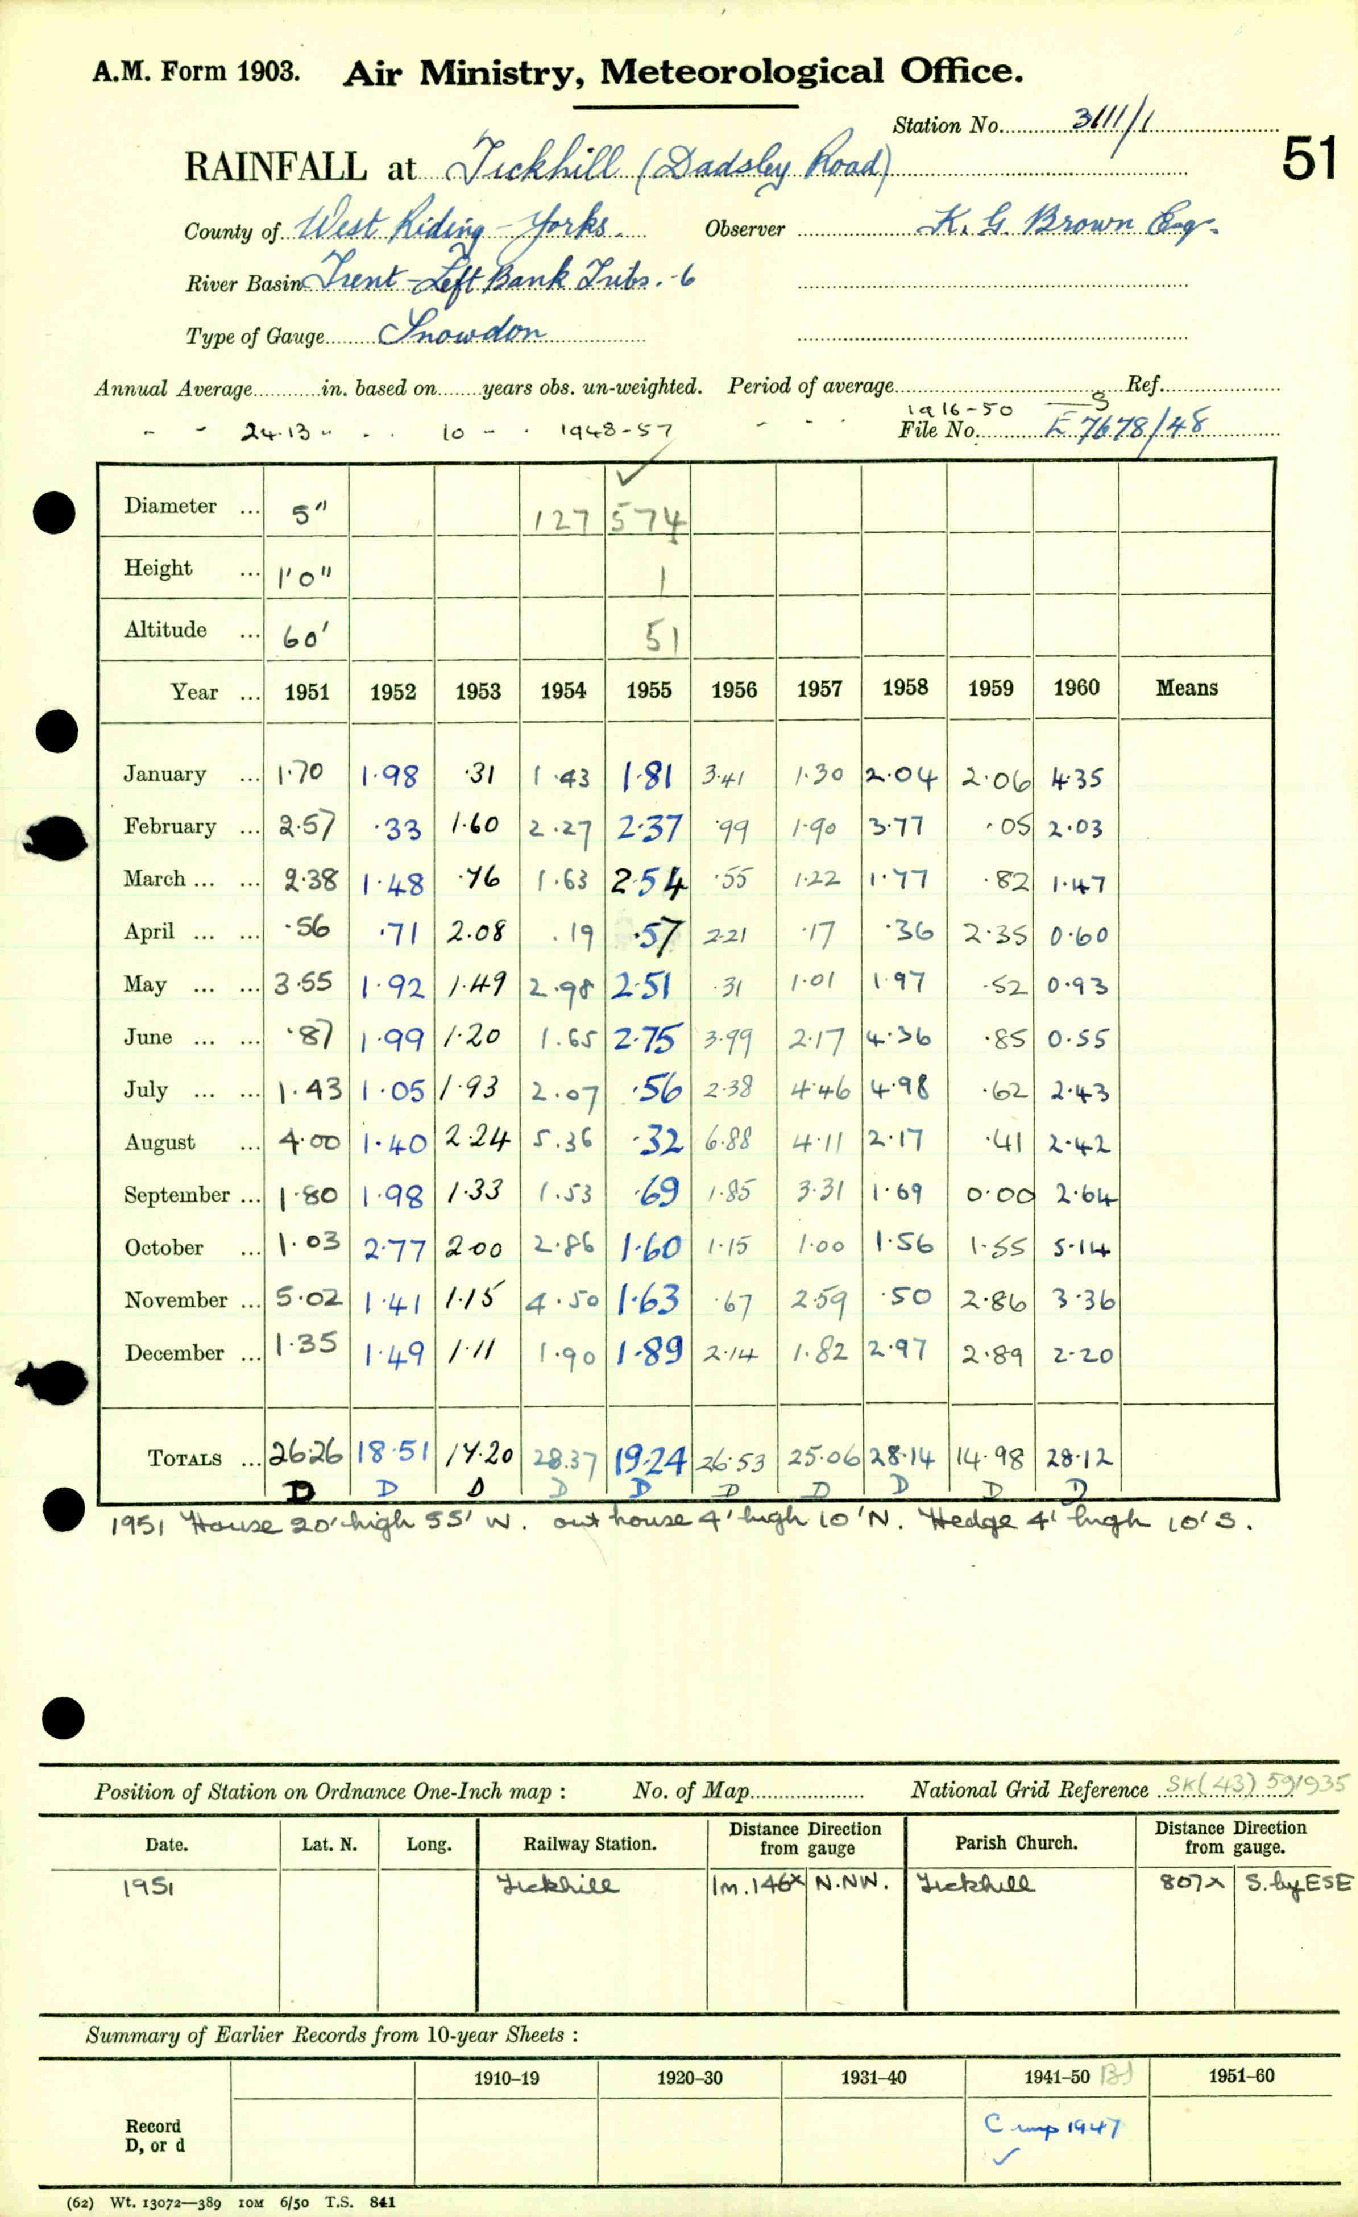 A.M. Form 1903. Air Ministry, Meteorological Office.
Station No. 3111/1
51
RAINFALL at Tickhill (Dadsley Road)
County of West Riding - Yorks. Observer K. G. Brown Esq.
River Basin Trent - Left Bank Tribs. - 6
Type of Gauge Snowdon
Annual Average in. based on years obs. un-weighted. Period of average Ref.
1916-50 S
- - 24.13 " . . 10 - . 1948-57 - - - File No. E 7678/48
Diameter ... 5" 127 574
Height ... 1'0" 1
Altitude ... 60' 51
Year ... 1951 1952 1953 1954 1955 1956 1957 1958 1959 1960 Means
January ... 1.70 1.98 .31 1.43 1.81 3.41 1.30 2.04 2.06 4.35
February ... 2.57 .33 1.60 2.27 2.37 .99 1.90 3.77 .05 2.03
March ... ... 2.38 1.48 .76 1.63 2.54 .55 1.22 1.77 .82 1.47
April ... ... .56 .71 2.08 .19 .57 2.21 .17 .36 2.35 0.60
May ... ... 3.55 1.92 1.49 2.98 2.51 .31 1.01 1.97 .52 0.93
June ... ... .87 1.99 1.20 1.65 2.75 3.99 2.17 4.36 .85 0.55
July ... ... 1.43 1.05 1.93 2.07 .56 2.38 4.46 4.98 .62 2.43
August ... 4.00 1.40 2.24 5.36 .32 6.88 4.11 2.17 .41 2.42
September ... 1.80 1.98 1.33 1.53 .69 1.85 3.31 1.69 0.00 2.64
October ... 1.03 2.77 2.00 2.86 1.60 1.15 1.00 1.56 1.55 5.14
November ... 5.02 1.41 1.15 4.50 1.63 .67 2.59 .50 2.86 3.36
December ... 1.35 1.49 1.11 1.90 1.89 2.14 1.82 2.97 2.89 2.20
TOTALS ... 26.26 18.51 17.20 28.37 19.24 26.53 25.06 28.14 14.98 28.12
D D D D D D D D D D
1951 House 20' high 55' W. out house 4' high 10' N. Hedge 4' high 10' S.
Position of Station on Ordnance One-Inch map : No. of Map National Grid Reference SK(43) 591935
Date. Lat. N. Long. Railway Station. Distance from gauge Direction Parish Church. Distance from gauge. Direction
1951 Tickhill 1m.146x N.NW. Tickhill 807x S. by ESE
Summary of Earlier Records from 10-year Sheets :
1910-19 1920-30 1931-40 1941-50 1951-60
Record D, or d C 1947
(62) Wt. 13072—389 10M 6/50 T.S. 841